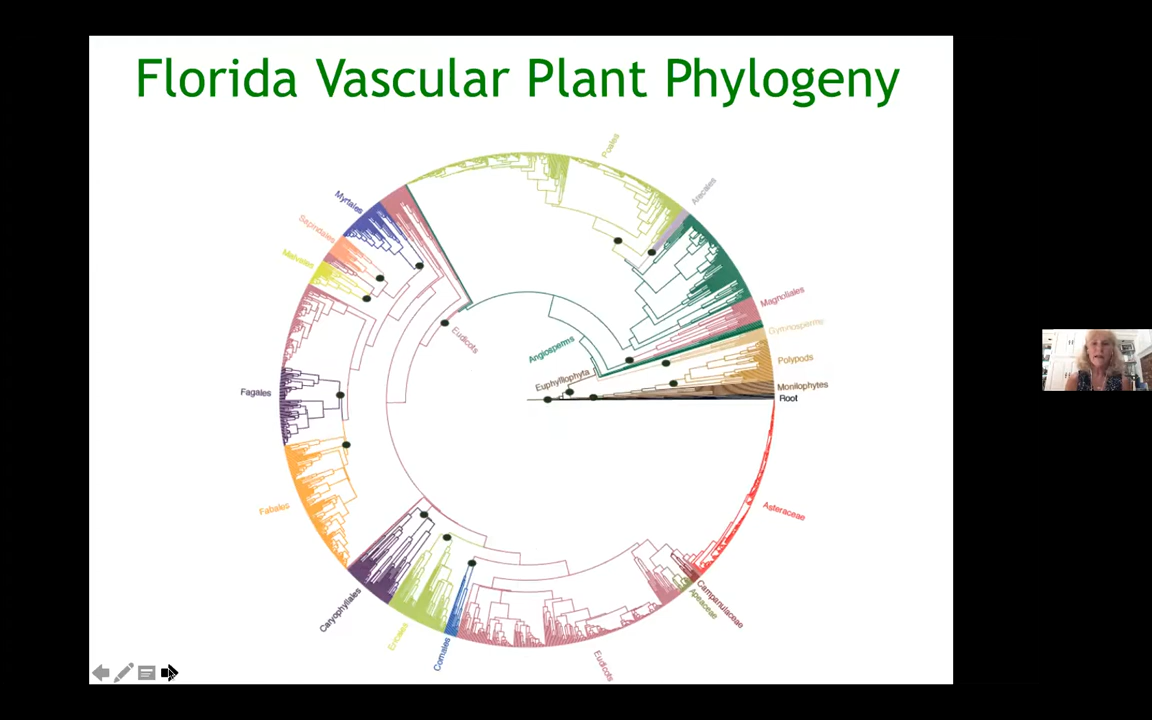 Florida Vascular Plant Phylogeny
Poales
Arecales
Myrtales
Sapindales
Malvales
Magnoliales
Gymnosperms
Eudicots
Angiosperms
Polypods
Euphyllophyta
Monilophytes
Root
Fagales
Fabales
Asteraceae
Campanulaceae
Apiaceae
Caryophyllales
Ericales
Cornales
Eudicots